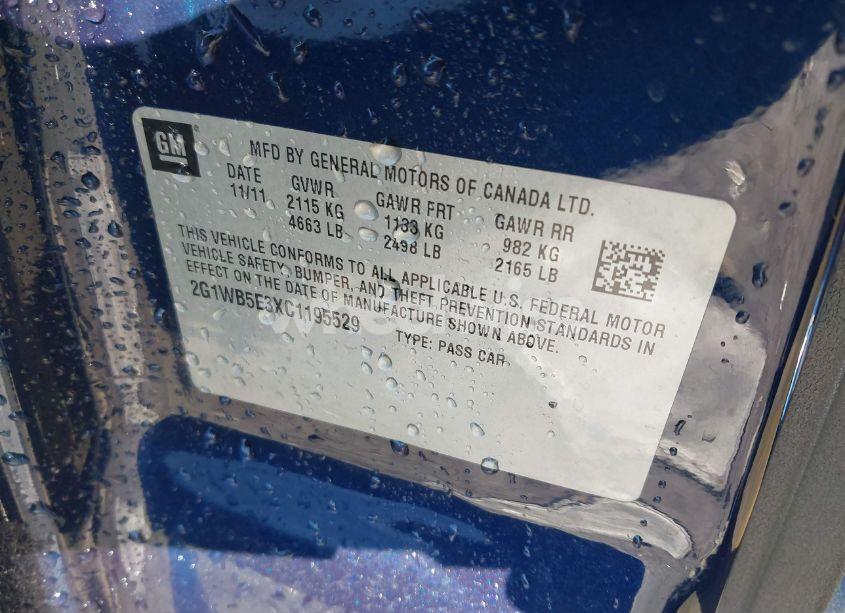 GM
MFD BY GENERAL MOTORS OF CANADA LTD.
DATE GVWR GAWR FRT GAWR RR
11/11 2115 KG 1133 KG 982 KG
4663 LB 2498 LB 2165 LB
THIS VEHICLE CONFORMS TO ALL APPLICABLE U.S. FEDERAL MOTOR
VEHICLE SAFETY, BUMPER, AND THEFT PREVENTION STANDARDS IN
EFFECT ON THE DATE OF MANUFACTURE SHOWN ABOVE.
2G1WB5E3XC1195529 TYPE: PASS CAR